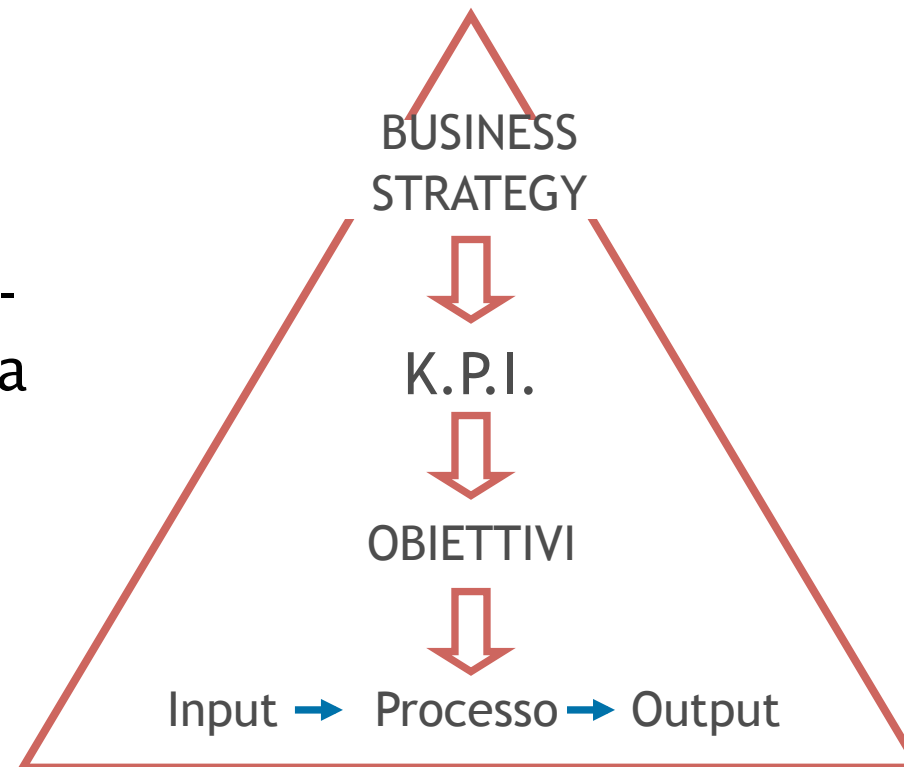 BUSINESS
STRATEGY
-
a
K.P.I.
OBIETTIVI
Input Processo Output